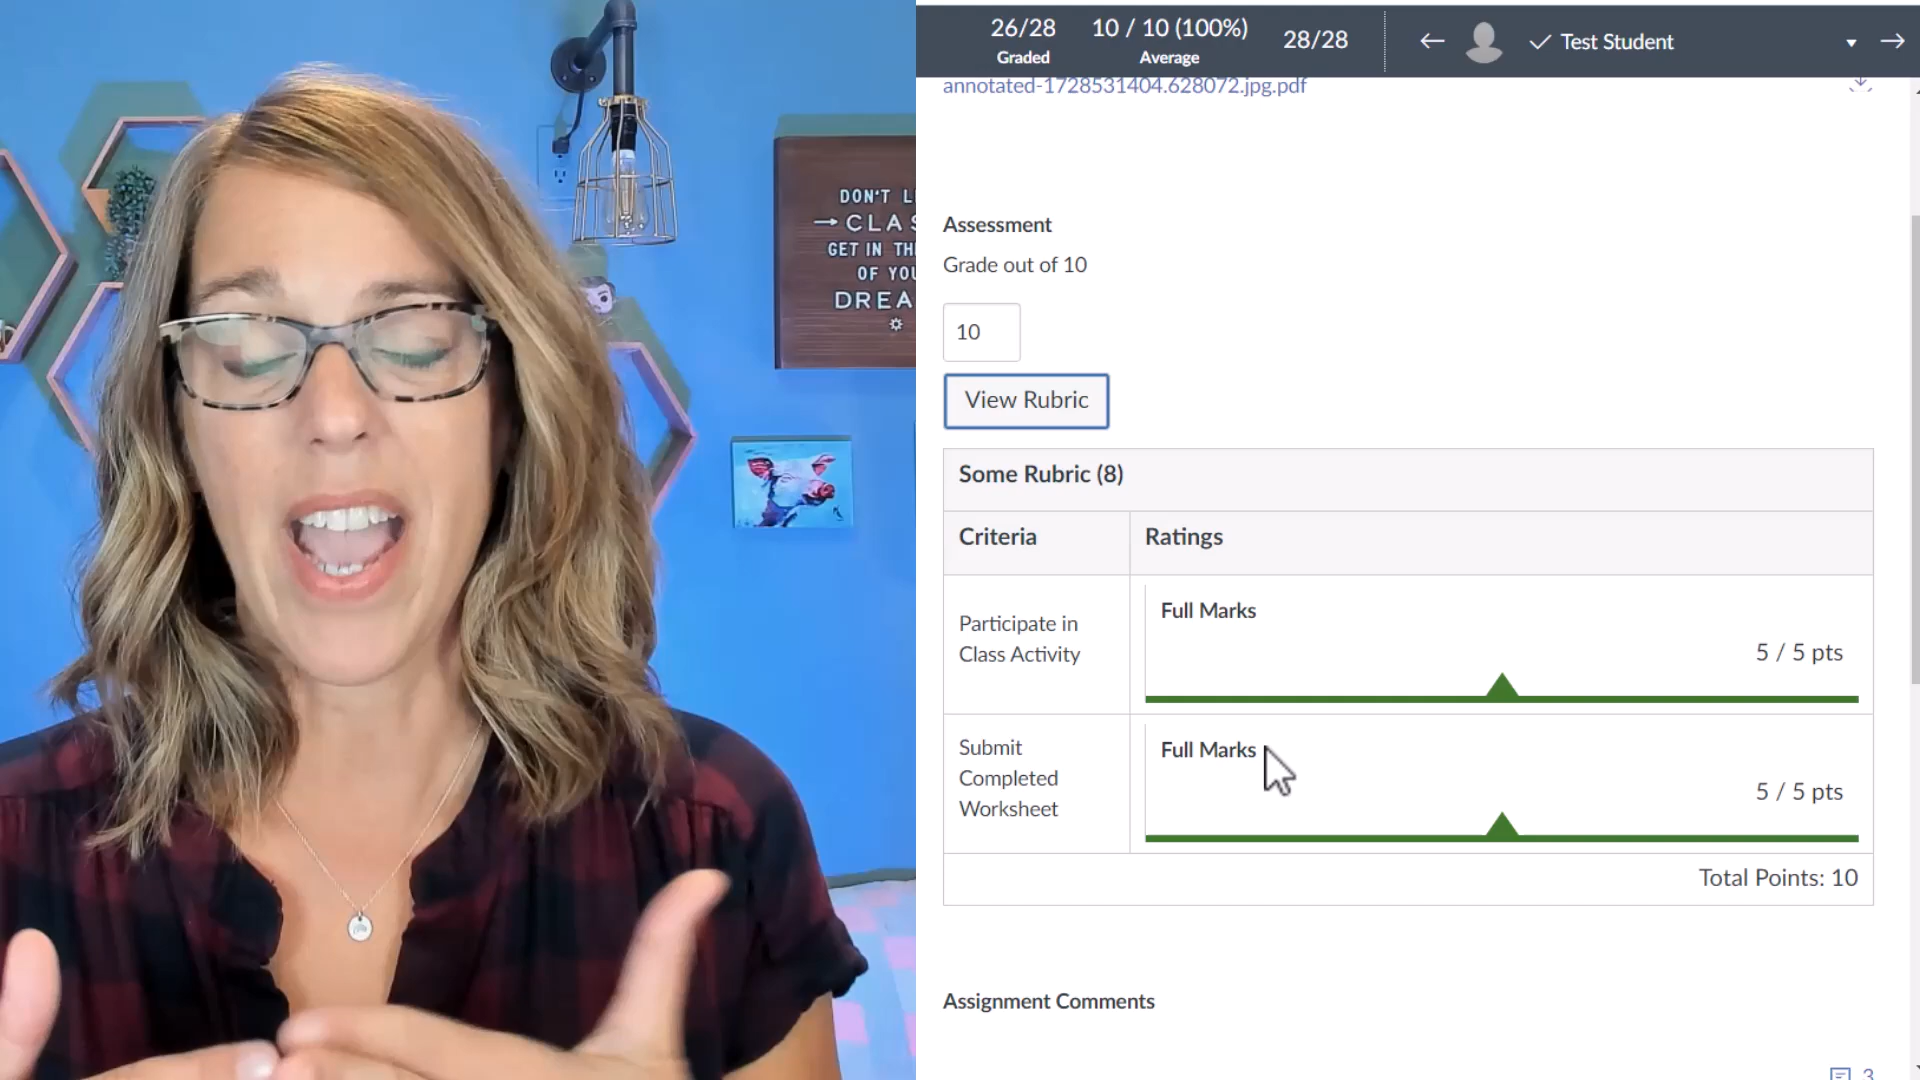 DON'T L
→ CLAS
GET IN TH
OF YOU
DREA
26/28
Graded
10 / 10 (100%)
Average
28/28
Test Student
annotated-1728531404.628072.jpg.pdf
Assessment
Grade out of 10
10
View Rubric
Some Rubric (8)
Criteria
Ratings
Participate in
Class Activity
Full Marks
5 / 5 pts
Submit
Completed
Worksheet
Full Marks
5 / 5 pts
Total Points: 10
Assignment Comments
3